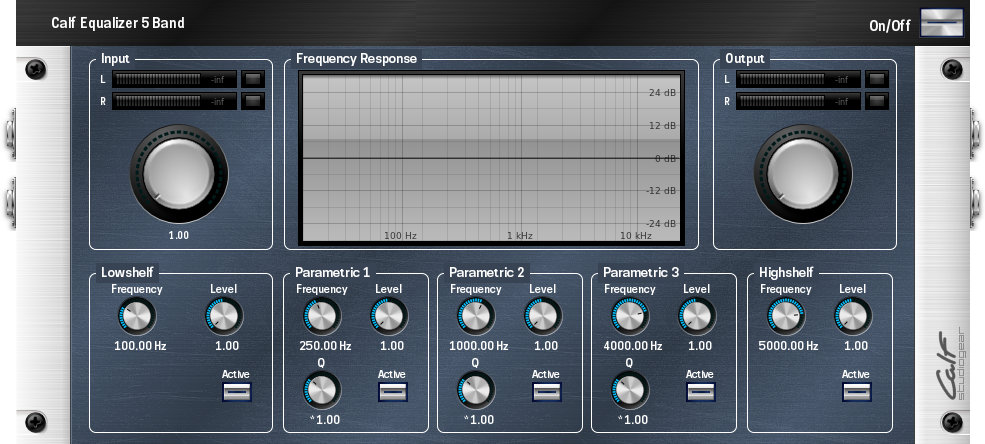 Calf Equalizer 5 Band
On/Off
Input
L -inf
R -inf
1.00
Frequency Response
24 dB
12 dB
0 dB
-12 dB
-24 dB
100 Hz 1 kHz 10 kHz
Output
L -inf
R -inf
Lowshelf
Frequency Level
100.00 Hz 1.00
Active
Parametric 1
Frequency Level
250.00 Hz 1.00
Q
Active
*1.00
Parametric 2
Frequency Level
1000.00 Hz 1.00
Q
Active
*1.00
Parametric 3
Frequency Level
4000.00 Hz 1.00
Q
Active
*1.00
Highshelf
Frequency Level
5000.00 Hz 1.00
Active
Calf
studiogear